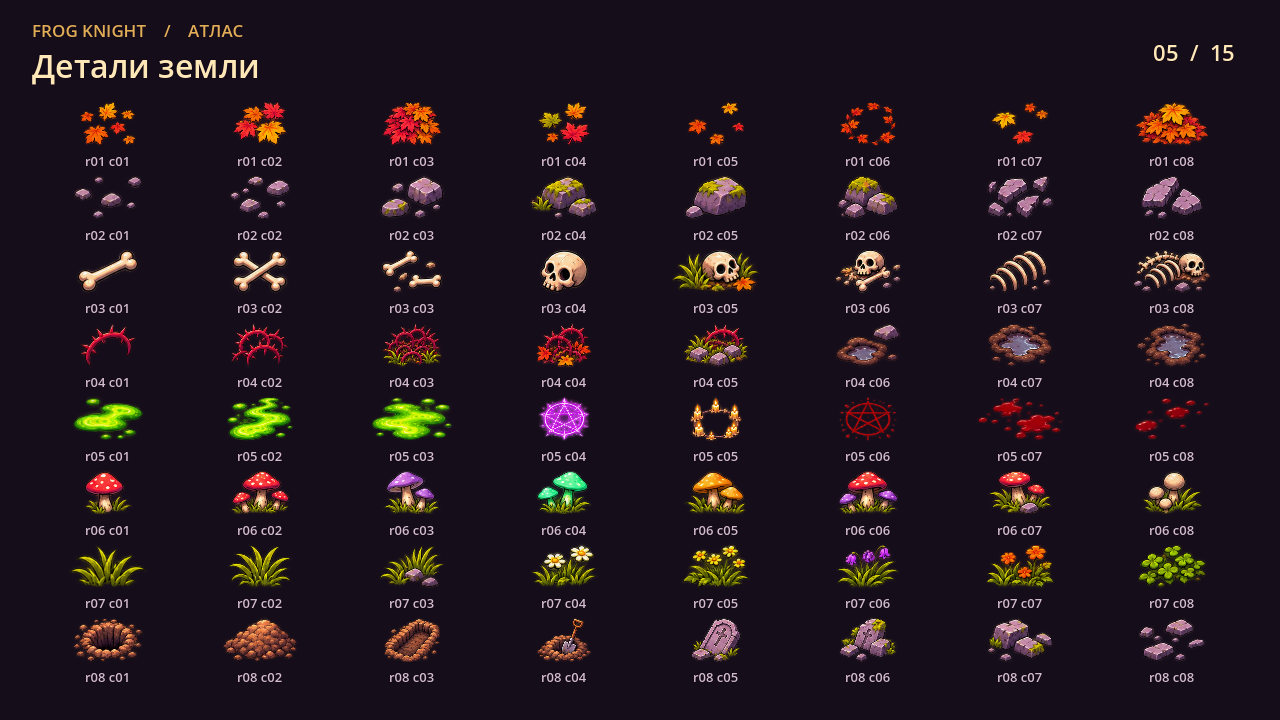 FROG KNIGHT / АТЛАС
Детали земли
05 / 15
r01 c01 r01 c02 r01 c03 r01 c04 r01 c05 r01 c06 r01 c07 r01 c08
r02 c01 r02 c02 r02 c03 r02 c04 r02 c05 r02 c06 r02 c07 r02 c08
r03 c01 r03 c02 r03 c03 r03 c04 r03 c05 r03 c06 r03 c07 r03 c08
r04 c01 r04 c02 r04 c03 r04 c04 r04 c05 r04 c06 r04 c07 r04 c08
r05 c01 r05 c02 r05 c03 r05 c04 r05 c05 r05 c06 r05 c07 r05 c08
r06 c01 r06 c02 r06 c03 r06 c04 r06 c05 r06 c06 r06 c07 r06 c08
r07 c01 r07 c02 r07 c03 r07 c04 r07 c05 r07 c06 r07 c07 r07 c08
r08 c01 r08 c02 r08 c03 r08 c04 r08 c05 r08 c06 r08 c07 r08 c08